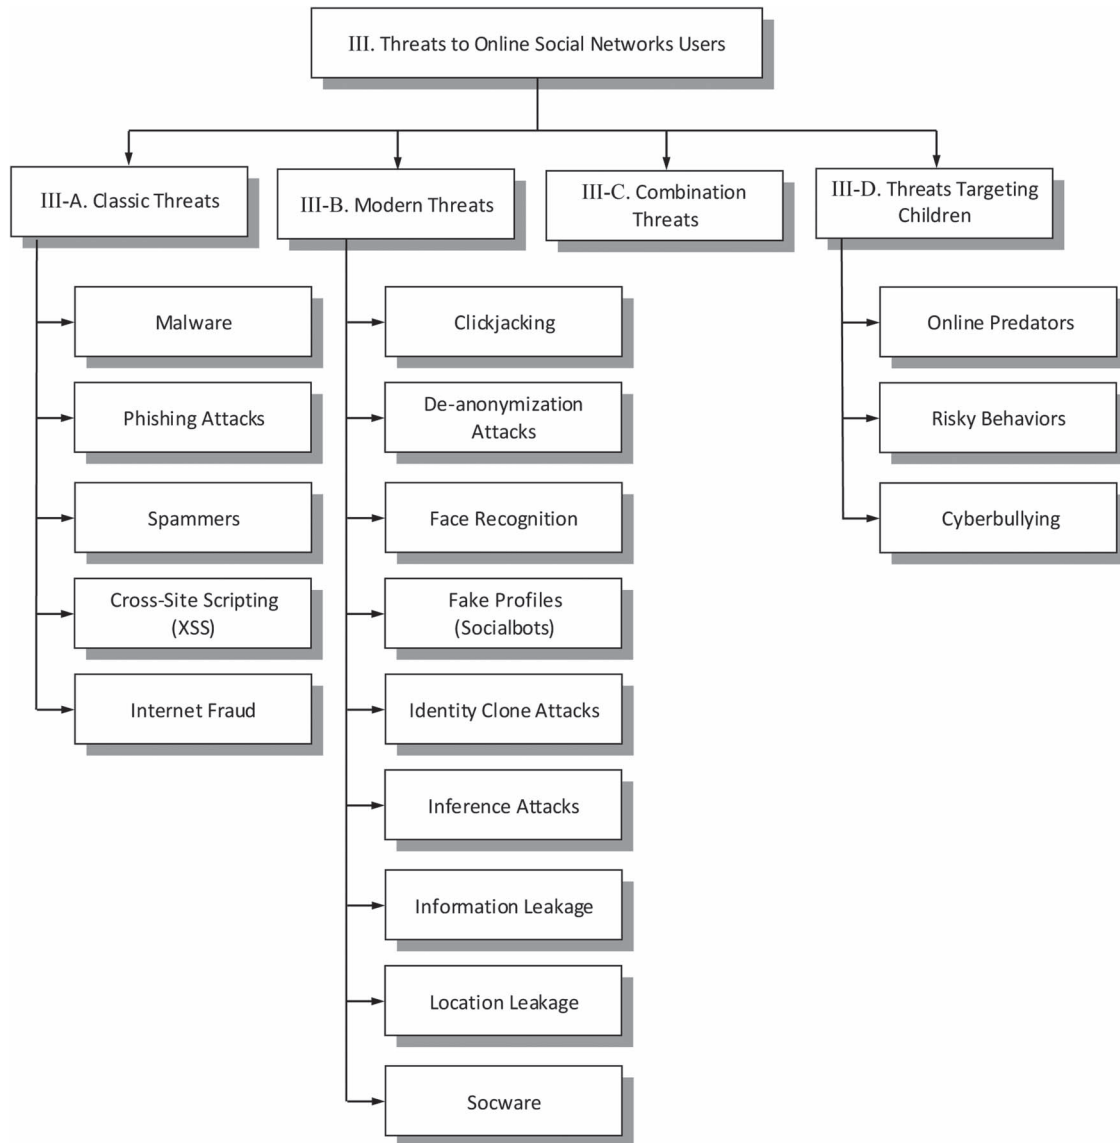 III. Threats to Online Social Networks Users
III-A. Classic Threats
III-B. Modern Threats
III-C. Combination
Threats
III-D. Threats Targeting
Children
Malware
Phishing Attacks
Spammers
Cross-Site Scripting
(XSS)
Internet Fraud
Clickjacking
De-anonymization
Attacks
Face Recognition
Fake Profiles
(Socialbots)
Identity Clone Attacks
Inference Attacks
Information Leakage
Location Leakage
Socware
Online Predators
Risky Behaviors
Cyberbullying